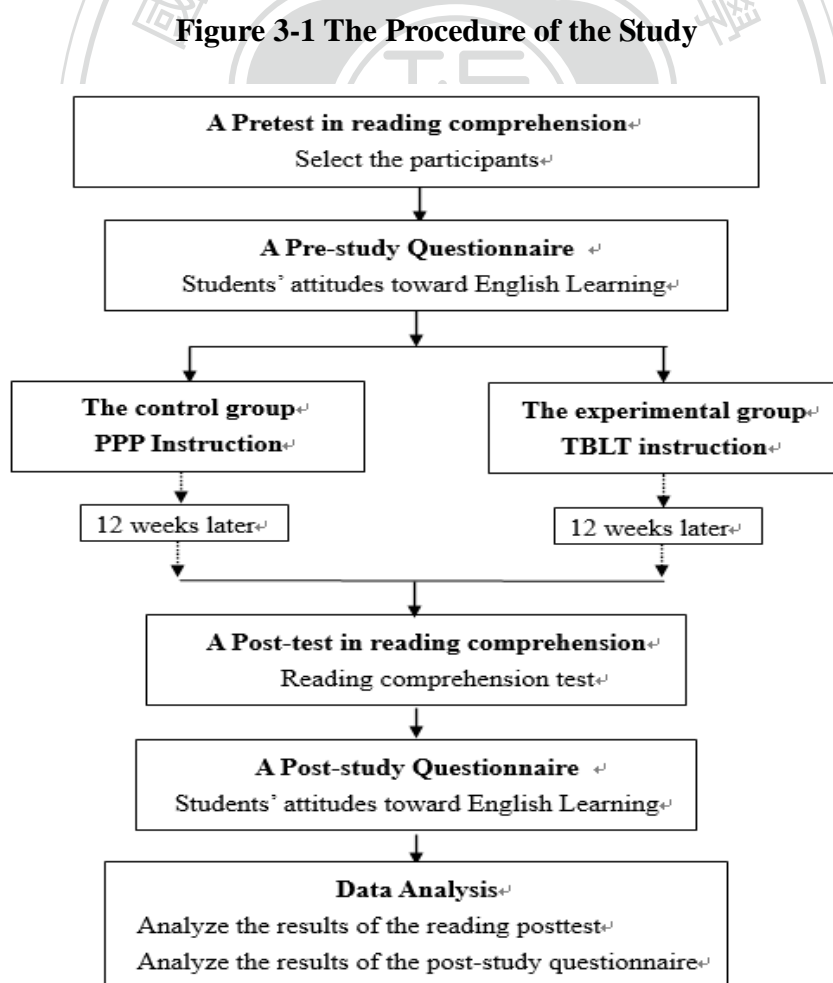 Figure 3-1 The Procedure of the Study
A Pretest in reading comprehension↵
Select the participants↵
A Pre-study Questionnaire ↵
Students’ attitudes toward English Learning↵
The control group↵
PPP Instruction↵
The experimental group↵
TBLT instruction↵
12 weeks later↵
12 weeks later↵
A Post-test in reading comprehension↵
Reading comprehension test↵
A Post-study Questionnaire ↵
Students’ attitudes toward English Learning↵
Data Analysis↵
Analyze the results of the reading posttest↵
Analyze the results of the post-study questionnaire↵